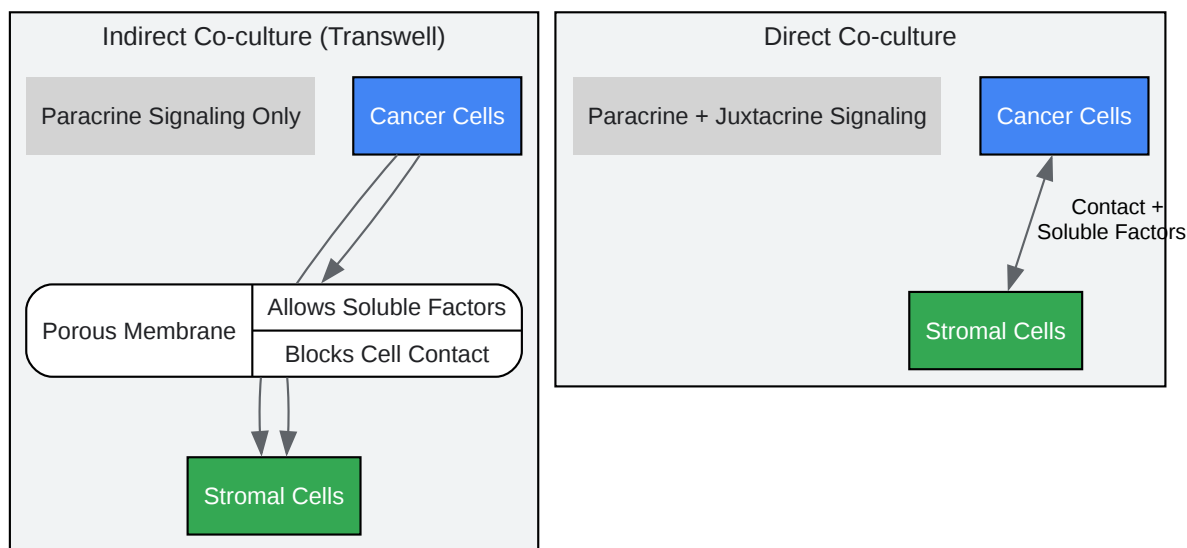 Indirect Co-culture (Transwell)
Paracrine Signaling Only
Cancer Cells
Porous Membrane
Allows Soluble Factors
Blocks Cell Contact
Stromal Cells
Direct Co-culture
Paracrine + Juxtacrine Signaling
Cancer Cells
Contact +
Soluble Factors
Stromal Cells